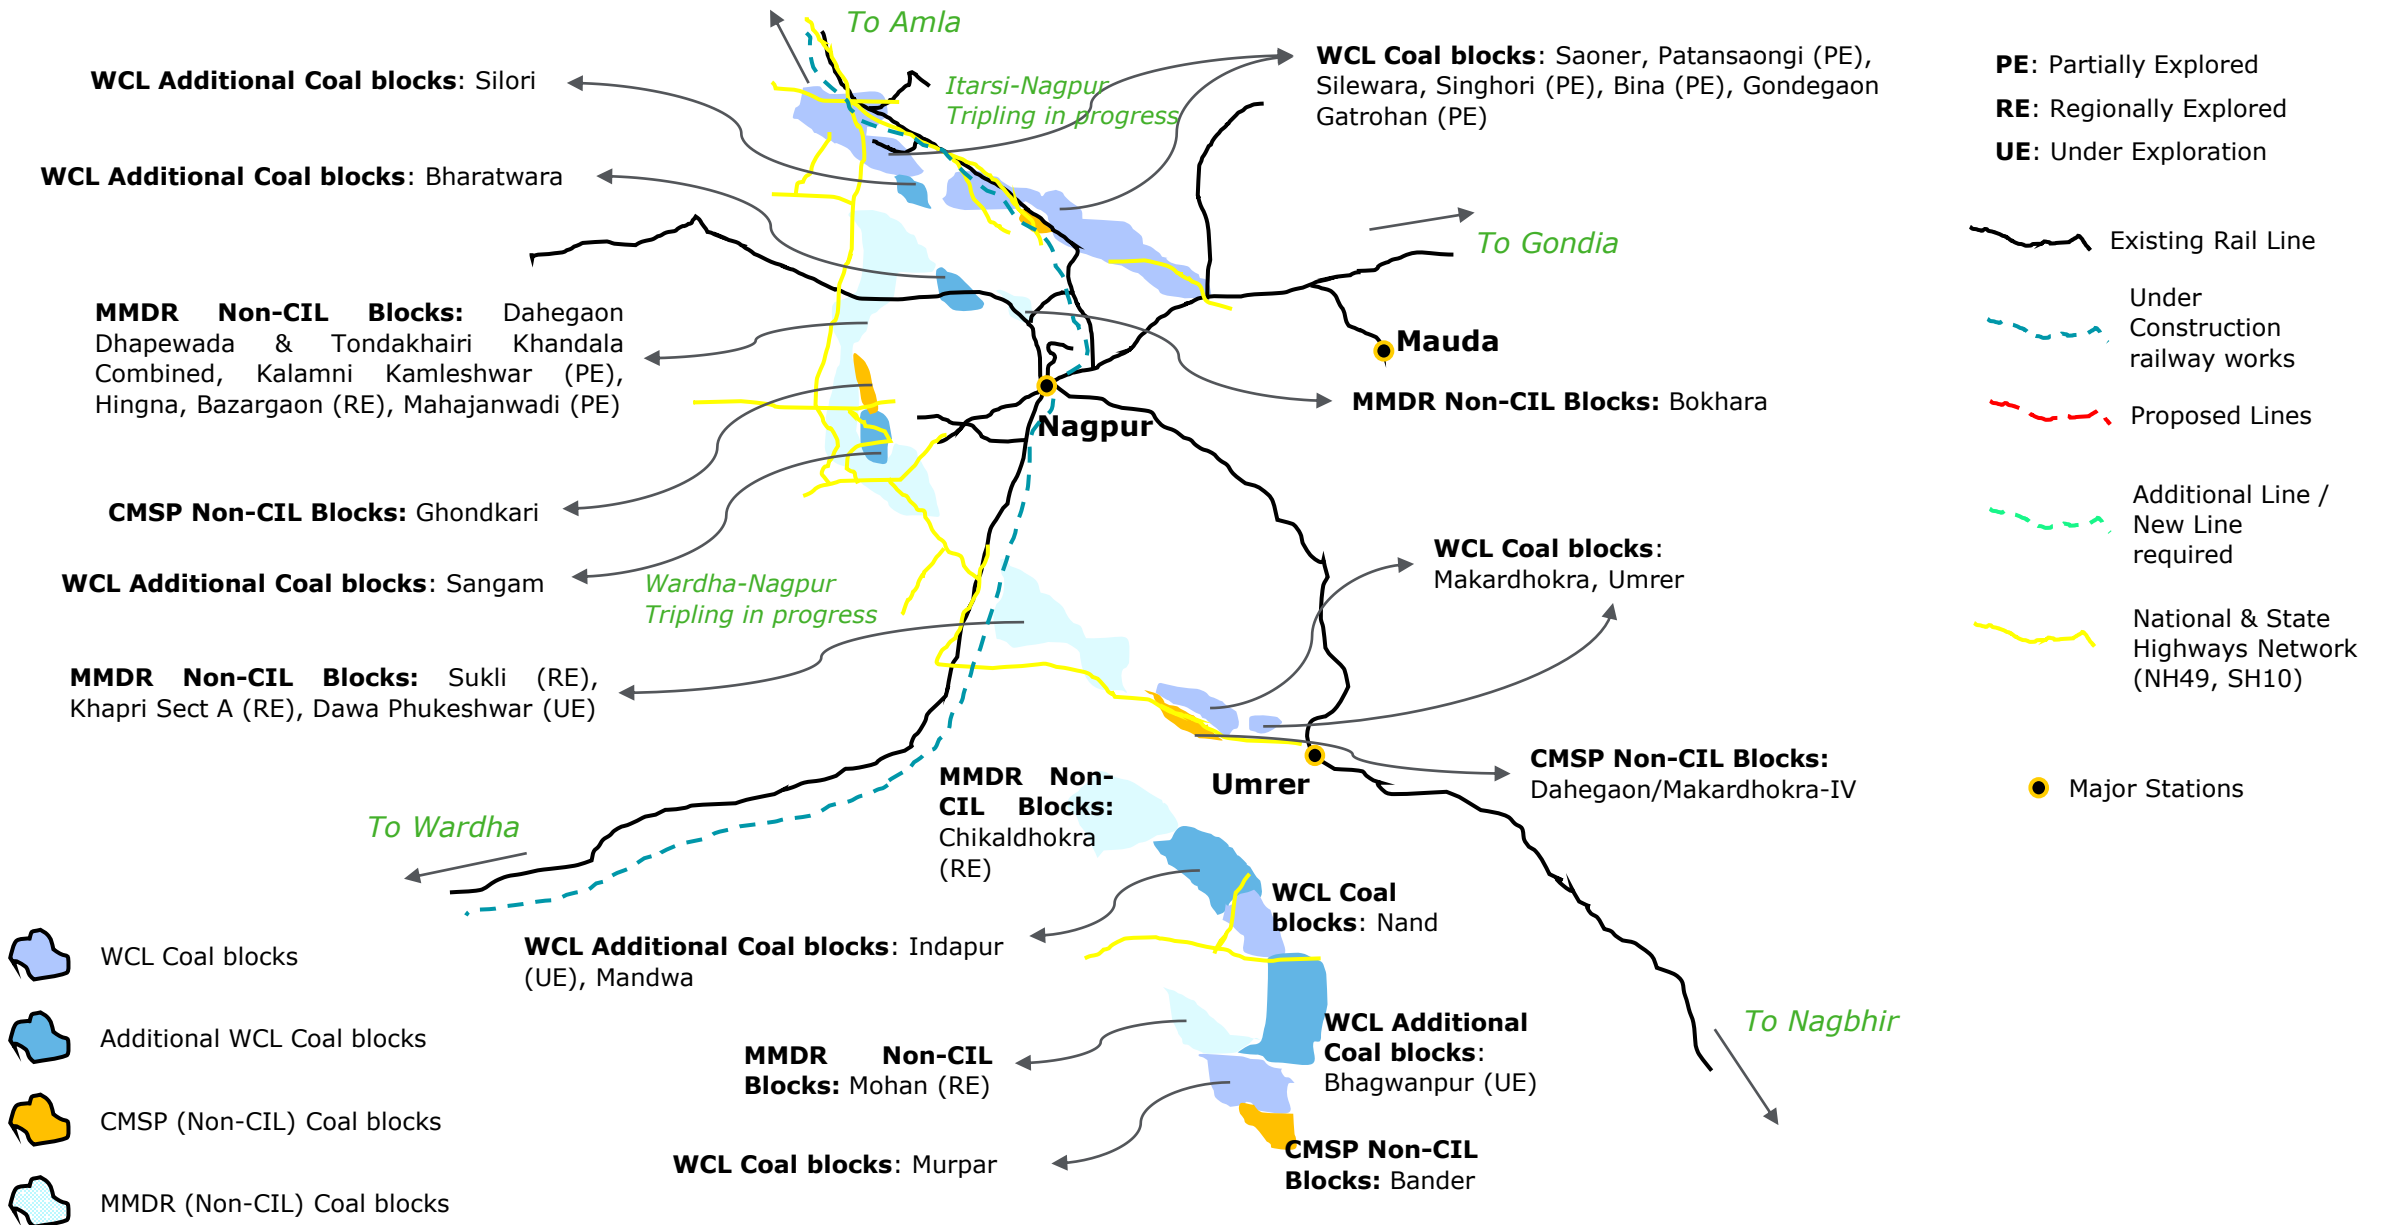 To Amla
WCL Additional Coal blocks: Silori
Itarsi-Nagpur
Tripling in progress
WCL Coal blocks: Saoner, Patansaongi (PE),
Silewara, Singhori (PE), Bina (PE), Gondegaon
Gatrohan (PE)
PE: Partially Explored
RE: Regionally Explored
UE: Under Exploration
WCL Additional Coal blocks: Bharatwara
To Gondia
Existing Rail Line
Under
Construction
railway works
Proposed Lines
Additional Line /
New Line
required
National & State
Highways Network
(NH49, SH10)
Major Stations
MMDR Non-CIL Blocks: Dahegaon
Dhapewada & Tondakhairi Khandala
Combined, Kalamni Kamleshwar (PE),
Hingna, Bazargaon (RE), Mahajanwadi (PE)
Mauda
MMDR Non-CIL Blocks: Bokhara
Nagpur
CMSP Non-CIL Blocks: Ghondkari
WCL Additional Coal blocks: Sangam
Wardha-Nagpur
Tripling in progress
WCL Coal blocks:
Makardhokra, Umrer
MMDR Non-CIL Blocks: Sukli (RE),
Khapri Sect A (RE), Dawa Phukeshwar (UE)
CMSP Non-CIL Blocks:
Dahegaon/Makardhokra-IV
Umrer
MMDR Non-
CIL Blocks:
Chikaldhokra
(RE)
To Wardha
WCL Coal
blocks: Nand
WCL Additional Coal blocks: Indapur
(UE), Mandwa
WCL Additional
Coal blocks:
Bhagwanpur (UE)
To Nagbhir
MMDR Non-CIL
Blocks: Mohan (RE)
WCL Coal blocks: Murpar
CMSP Non-CIL
Blocks: Bander
WCL Coal blocks
Additional WCL Coal blocks
CMSP (Non-CIL) Coal blocks
MMDR (Non-CIL) Coal blocks